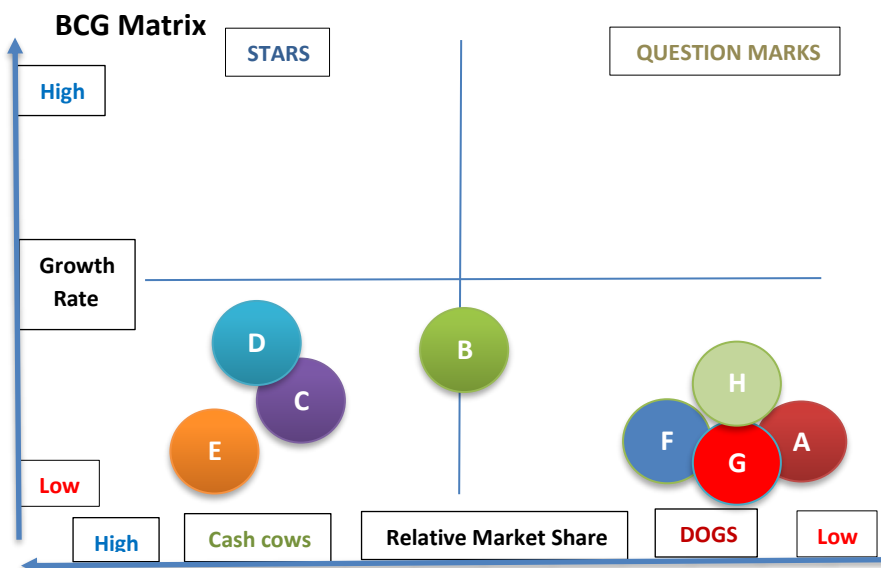 BCG Matrix
STARS
QUESTION MARKS
High
Growth
Rate
D
B
C
H
E
F
G
A
Low
High
Cash cows
Relative Market Share
DOGS
Low